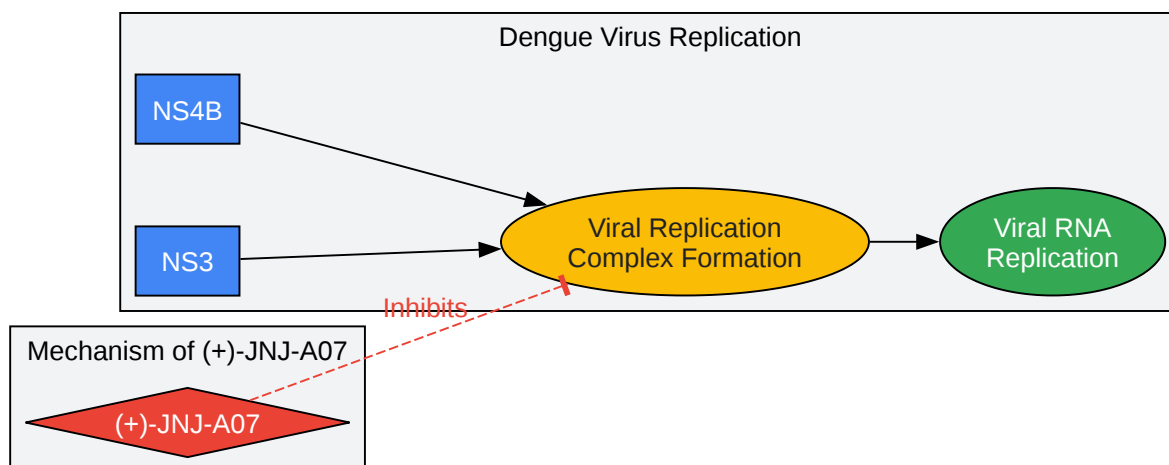 Dengue Virus Replication
NS4B
NS3
Viral Replication
Complex Formation
Viral RNA
Replication
Inhibits
Mechanism of (+)-JNJ-A07
(+)-JNJ-A07